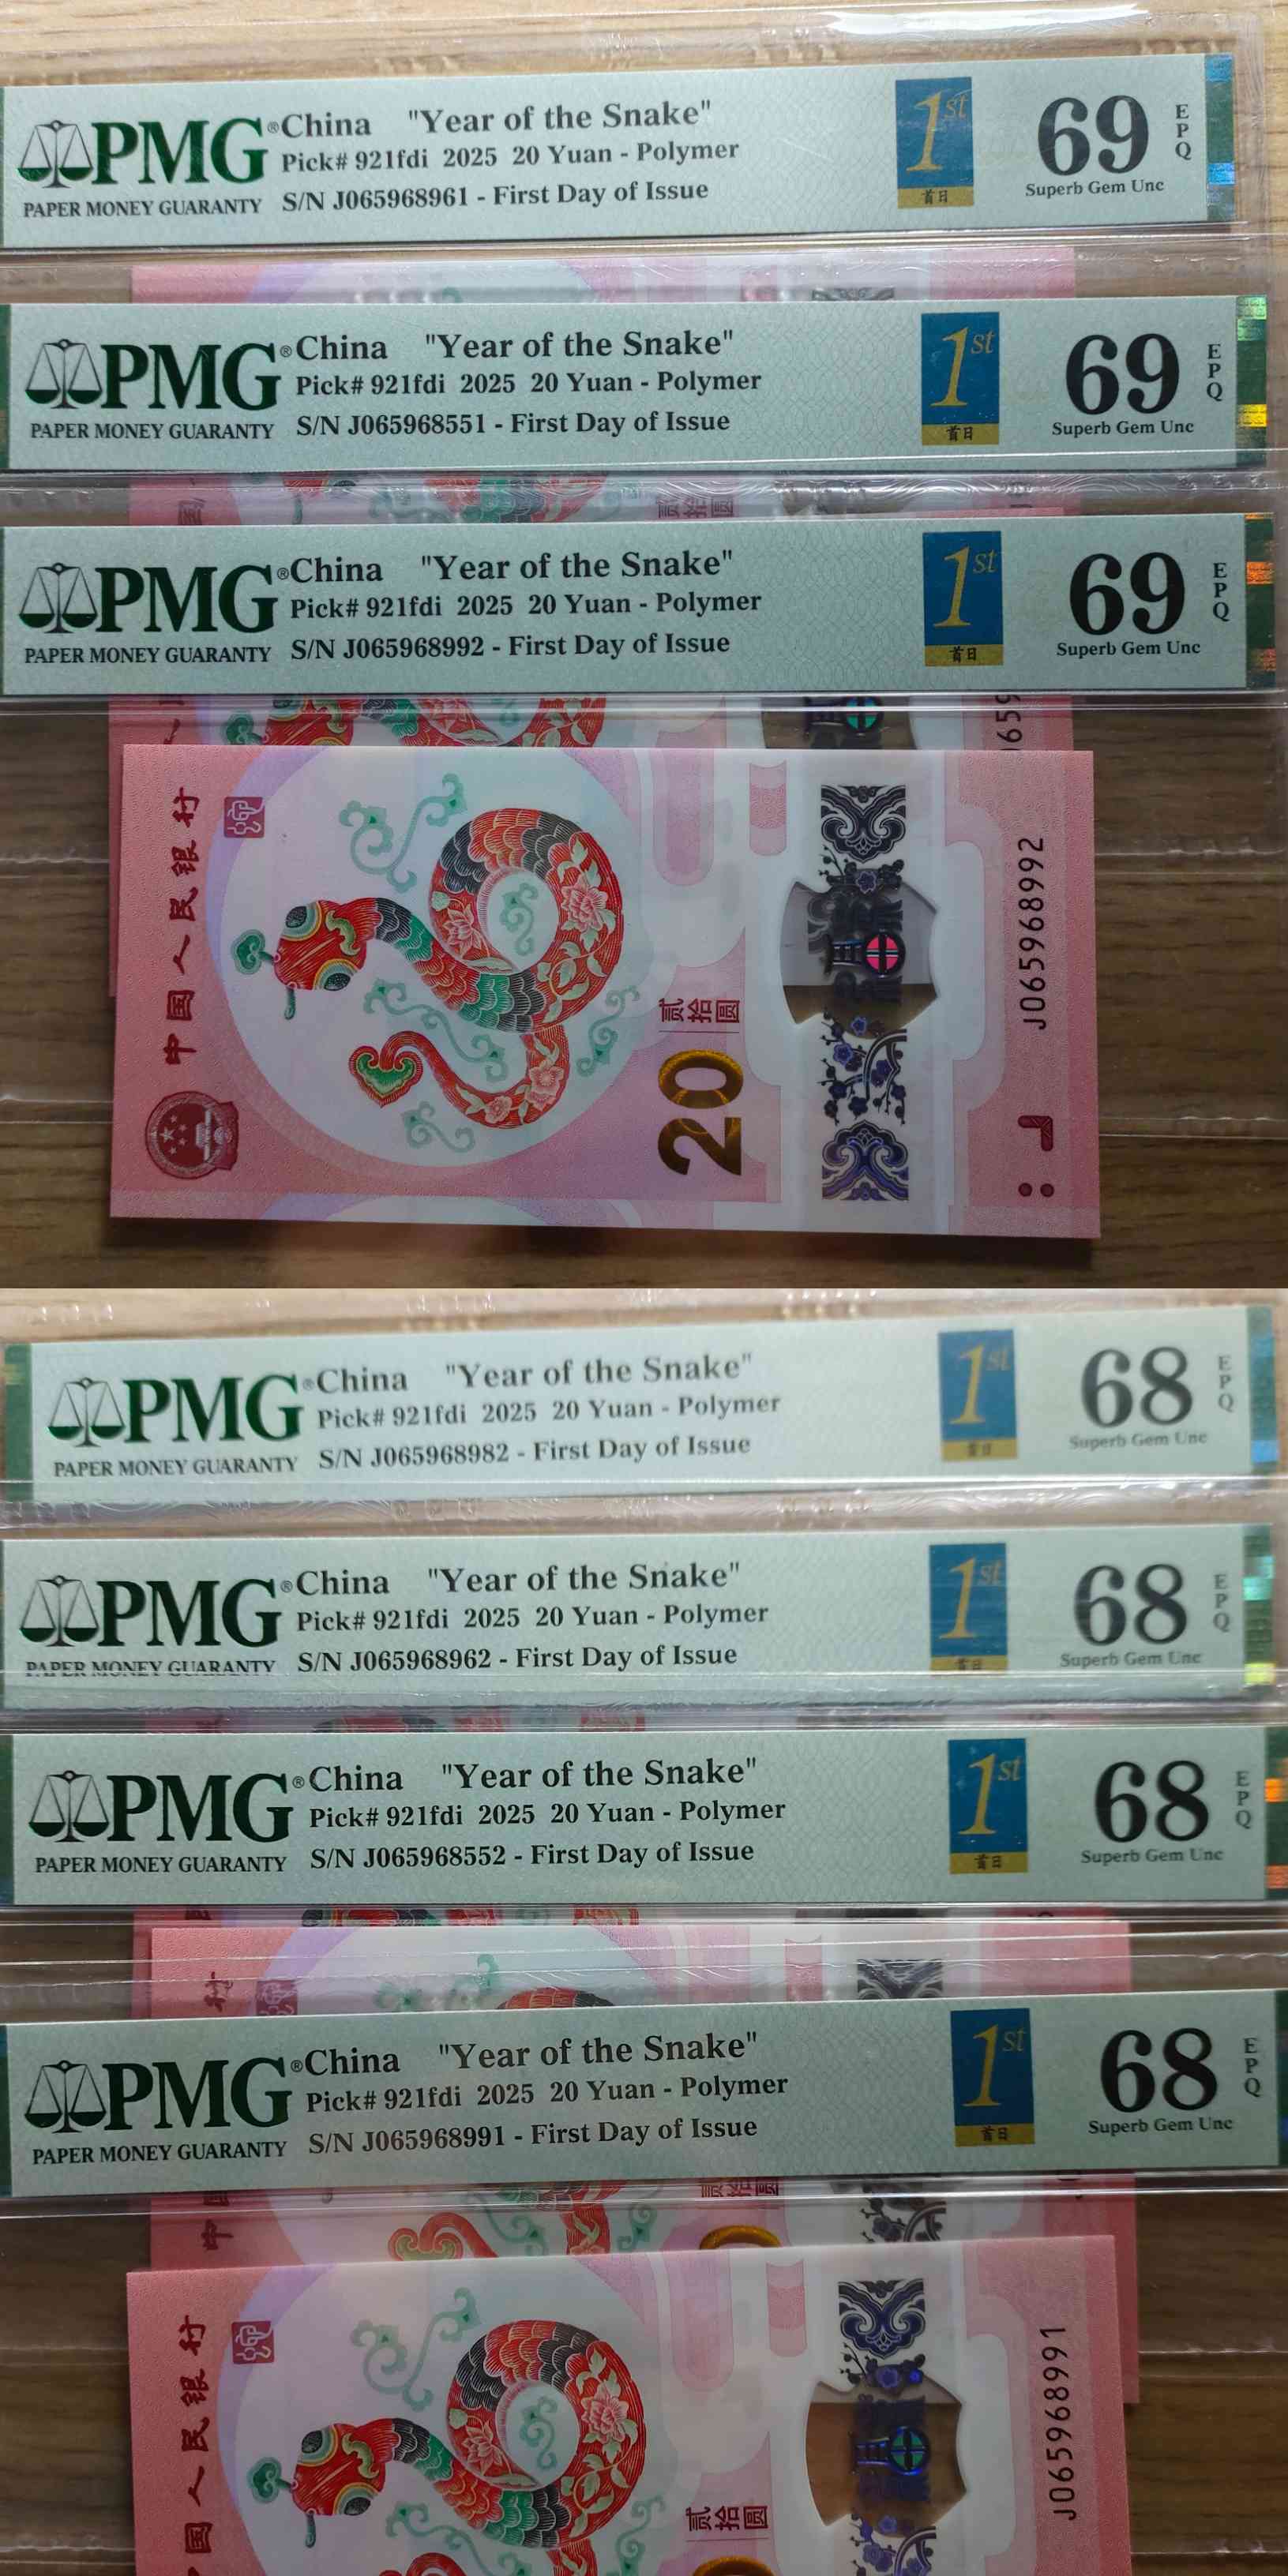 PMG® China "Year of the Snake" 1st 69 EPQ
Pick# 921fdi 2025 20 Yuan - Polymer
PAPER MONEY GUARANTY S/N J065968961 - First Day of Issue 首日 Superb Gem Unc
PMG® China "Year of the Snake" 1st 69 EPQ
Pick# 921fdi 2025 20 Yuan - Polymer
PAPER MONEY GUARANTY S/N J065968551 - First Day of Issue 首日 Superb Gem Unc
贰拾圆
PMG® China "Year of the Snake" 1st 69 EPQ
Pick# 921fdi 2025 20 Yuan - Polymer
PAPER MONEY GUARANTY S/N J065968992 - First Day of Issue 首日 Superb Gem Unc
中国人民银行
贰拾圆
20
J065968992
PMG® China "Year of the Snake" 1st 68 EPQ
Pick# 921fdi 2025 20 Yuan - Polymer
PAPER MONEY GUARANTY S/N J065968982 - First Day of Issue 首日 Superb Gem Unc
PMG® China "Year of the Snake" 1st 68 EPQ
Pick# 921fdi 2025 20 Yuan - Polymer
PAPER MONEY GUARANTY S/N J065968962 - First Day of Issue 首日 Superb Gem Unc
PMG® China "Year of the Snake" 1st 68 EPQ
Pick# 921fdi 2025 20 Yuan - Polymer
PAPER MONEY GUARANTY S/N J065968552 - First Day of Issue 首日 Superb Gem Unc
PMG® China "Year of the Snake" 1st 68 EPQ
Pick# 921fdi 2025 20 Yuan - Polymer
PAPER MONEY GUARANTY S/N J065968991 - First Day of Issue 首日 Superb Gem Unc
中国人民银行
贰拾圆
J065968991